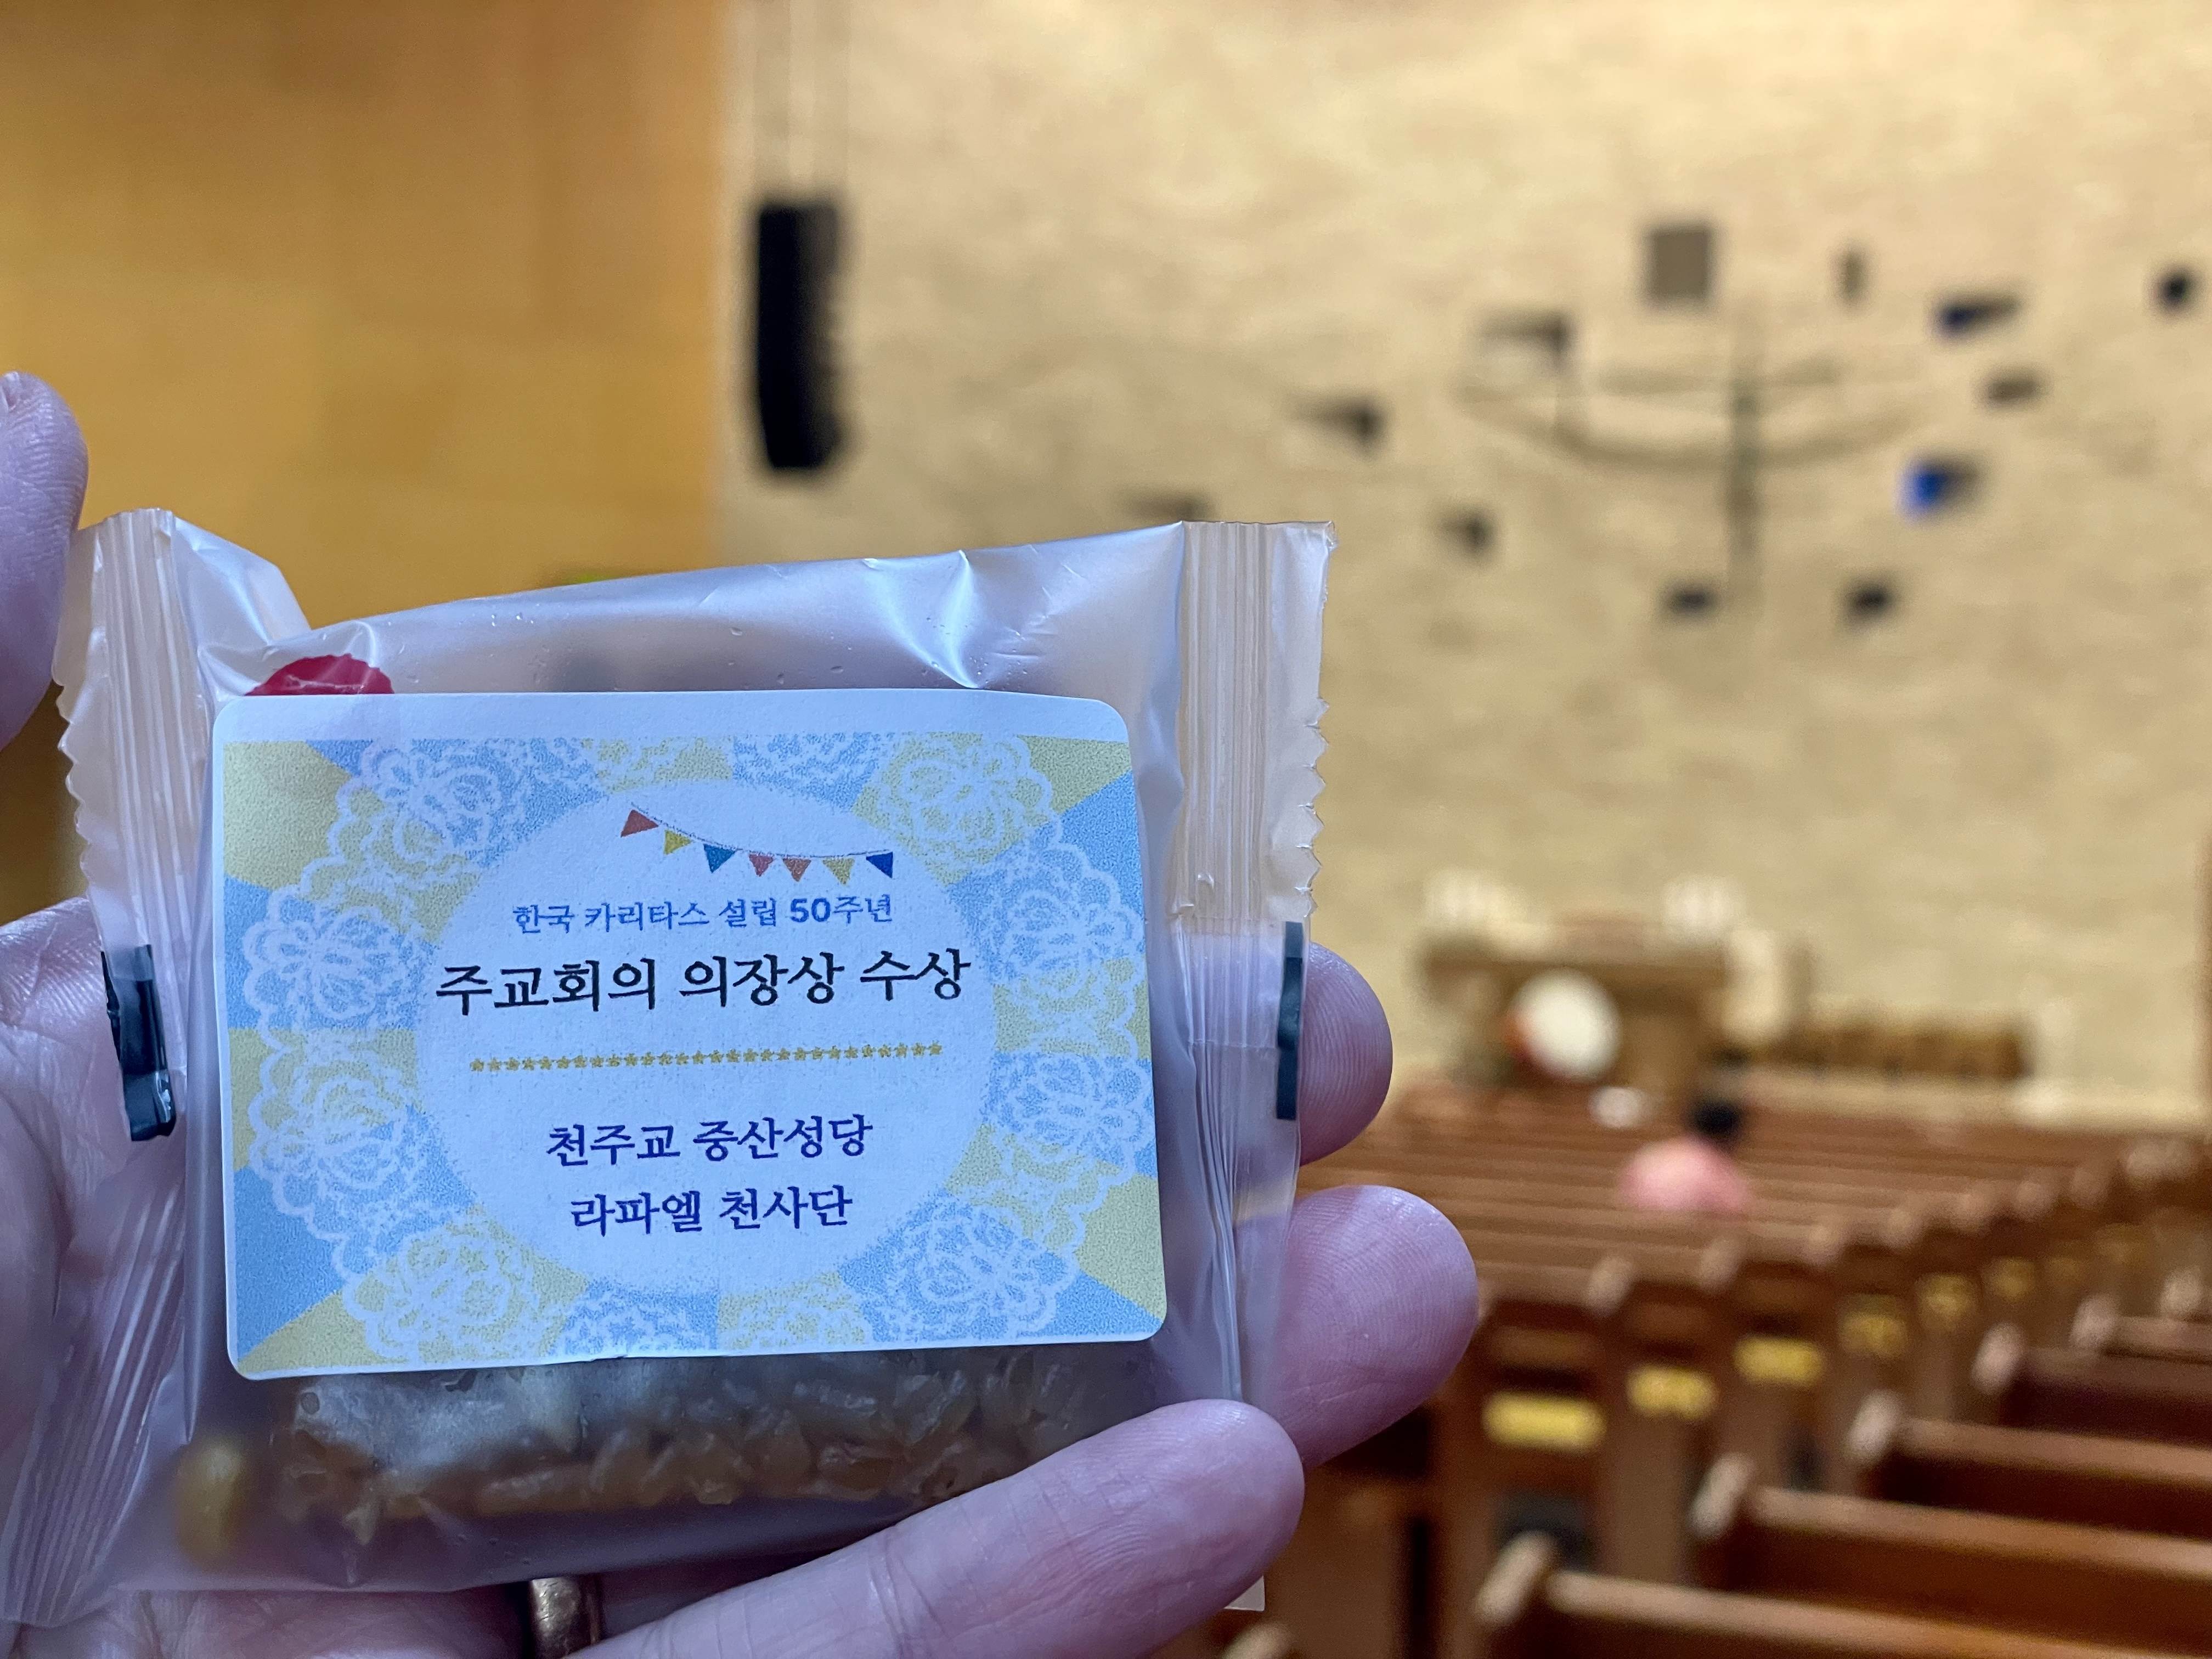 한국 카리타스 설립 50주년
주교회의 의장상 수상
천주교 중산성당
라파엘 천사단